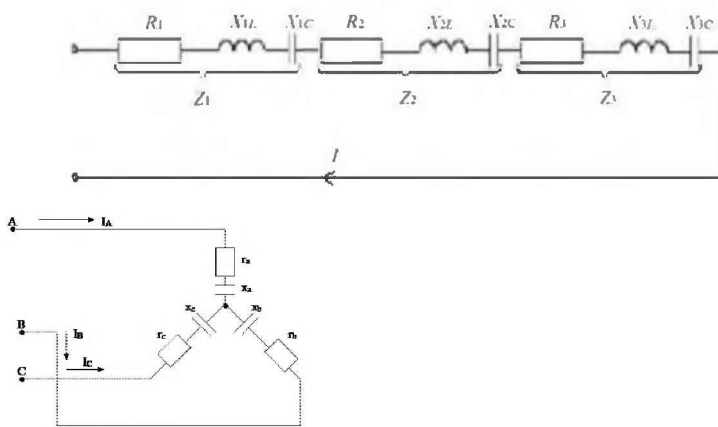 R1 X1L X1C R2 X2L X2C R3 X3L X3C
Z1 Z2 Z3
I
A IA
ra
xa
xc xb
B IB rc rb
C IC